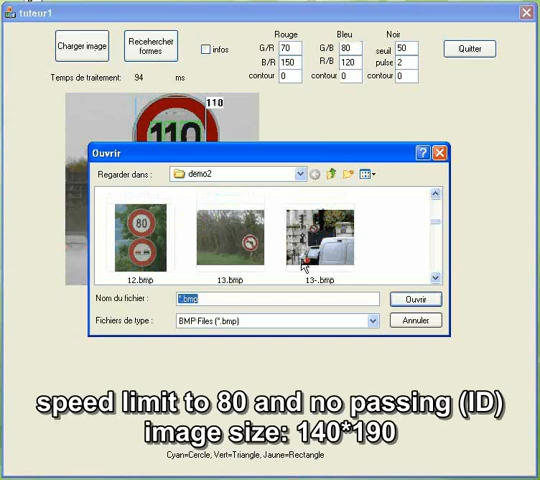 tuteur1
Charger image
Recehercher formes
infos
Rouge
Bleu
Noir
G/R 70
G/B 80
seuil 50
B/R 150
R/B 120
pulse 2
contour 0
contour 0
contour 0
Quitter
Temps de traitement: 94 ms
110
110
Ouvrir
Regarder dans : demo2
80
12.bmp
13.bmp
13-.bmp
Nom du fichier : *.bmp
Ouvrir
Fichiers de type : BMP Files (*.bmp)
Annuler
speed limit to 80 and no passing (ID)
image size: 140*190
Cyan=Cercle, Vert=Triangle, Jaune=Rectangle